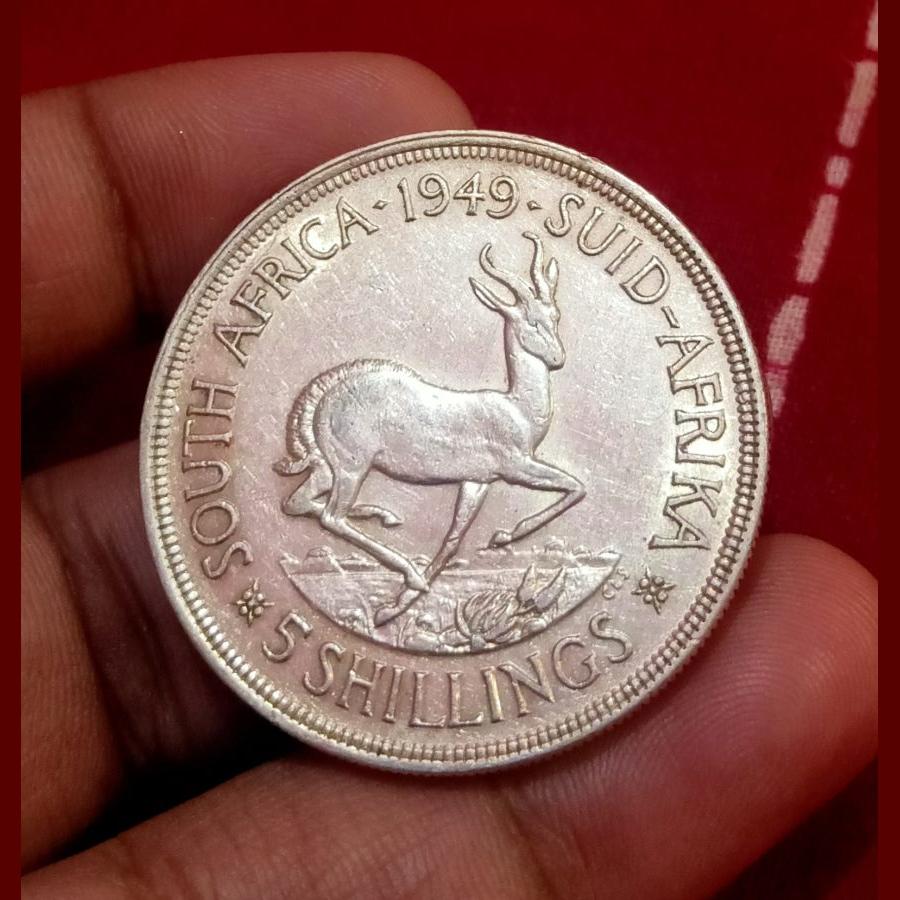 SOUTH AFRICA · 1949 · SUID-AFRIKA
5 SHILLINGS